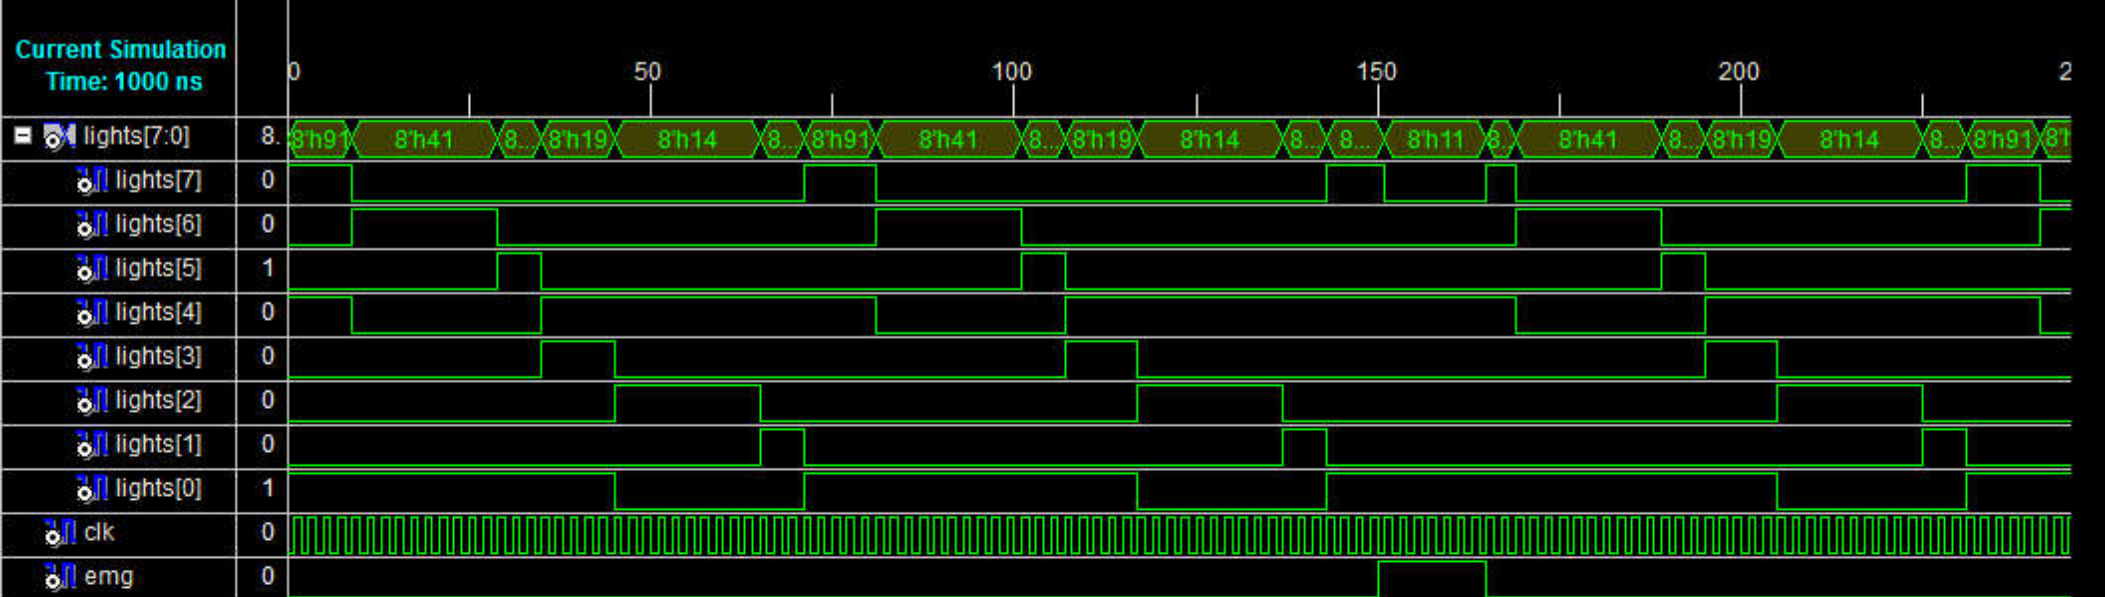 Current Simulation
Time: 1000 ns
0 50 100 150 200 2
lights[7:0] 8. 8'h91 8'h41 8... 8'h19 8'h14 8... 8'h91 8'h41 8... 8'h19 8'h14 8... 8... 8'h11 8... 8'h41 8... 8'h19 8'h14 8... 8'h91 8'h
lights[7] 0
lights[6] 0
lights[5] 1
lights[4] 0
lights[3] 0
lights[2] 0
lights[1] 0
lights[0] 1
clk 0
emg 0